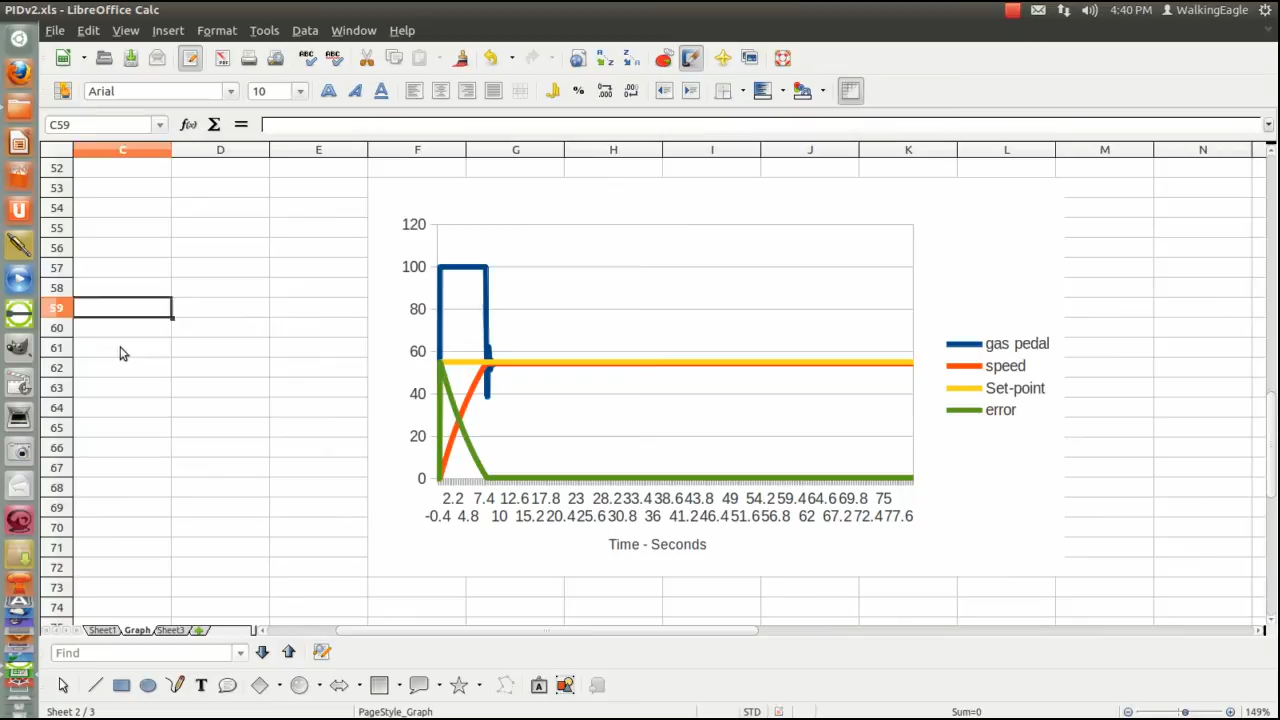 PIDv2.xls - LibreOffice Calc
4:40 PM WalkingEagle
File Edit View Insert Format Tools Data Window Help
Arial 10
C59
C D E F G H I J K L M N
52
53
54
55
56
57
58
59
60
61
62
63
64
65
66
67
68
69
70
71
72
73
74
120
100
80
60
40
20
0
2.2 7.4 12.6 17.8 23 28.2 33.4 38.6 43.8 49 54.2 59.4 64.6 69.8 75
-0.4 4.8 10 15.2 20.4 25.6 30.8 36 41.2 46.4 51.6 56.8 62 67.2 72.4 77.6
Time - Seconds
gas pedal
speed
Set-point
error
Sheet1 Graph Sheet3
Find
Sheet 2 / 3 PageStyle_Graph STD Sum=0 149%